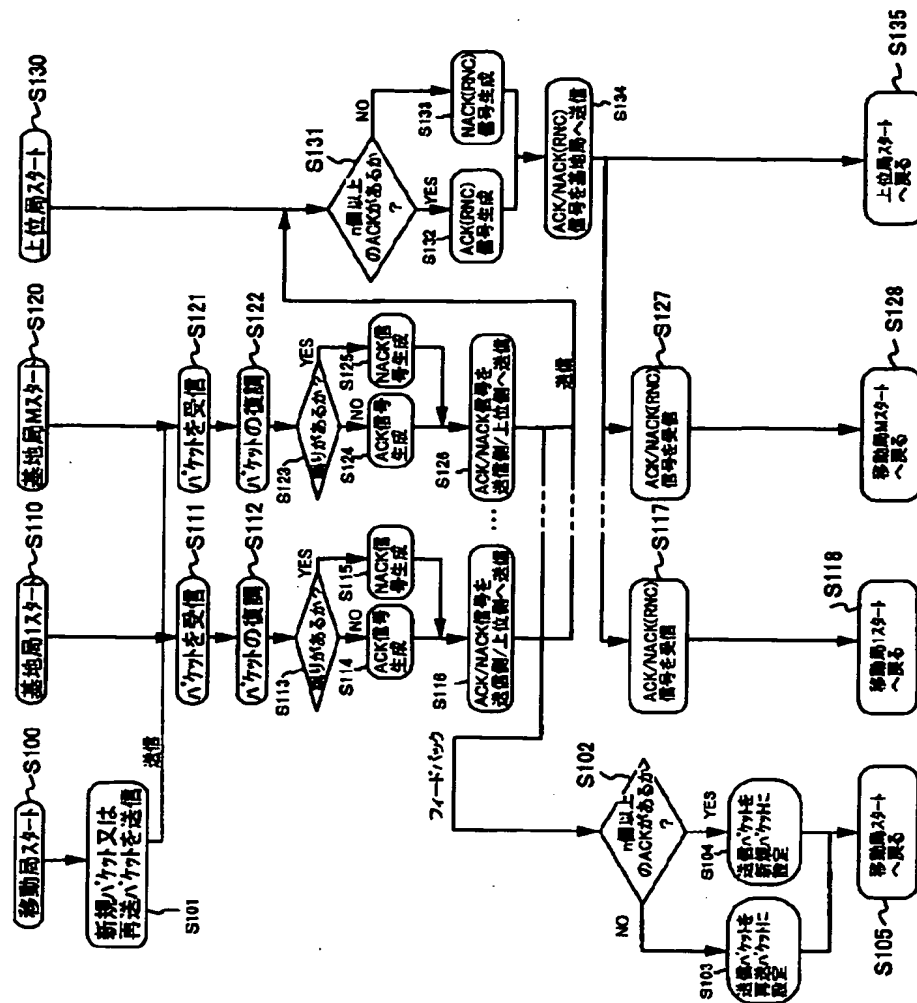 移動局スタート
S100
新規パケット又は
再送パケットを送信
S101
送信
基地局1スタート
S110
パケットを受信
S111
パケットの復調
S112
誤りがあるか?
S113
YES
NO
ACK信号
生成
S114
NACK信
号生成
S115
ACK/NACK信号を
送信側/上位側へ送信
S116
…
基地局Mスタート
S120
パケットを受信
S121
パケットの復調
S122
誤りがあるか?
S123
YES
NO
ACK信号
生成
S124
NACK信
号生成
S125
ACK/NACK信号を
送信側/上位側へ送信
S126
送信
上位局スタート
S130
n個以上
のACKがあるか
?
S131
NO
YES
ACK(RNC)
信号生成
S132
NACK(RNC)
信号生成
S133
ACK/NACK(RNC)
信号を基地局へ送信
S134
上位局スタート
へ戻る
S135
フィードバック
n個以上
のACKがあるか
?
S102
NO
YES
送信パケットを
再送パケットに
設定
S103
送信パケットを
新規パケットに
設定
S104
移動局スタート
へ戻る
S105
ACK/NACK(RNC)
信号を受信
S117
移動局1スタート
へ戻る
S118
ACK/NACK(RNC)
信号を受信
S127
移動局Mスタート
へ戻る
S128